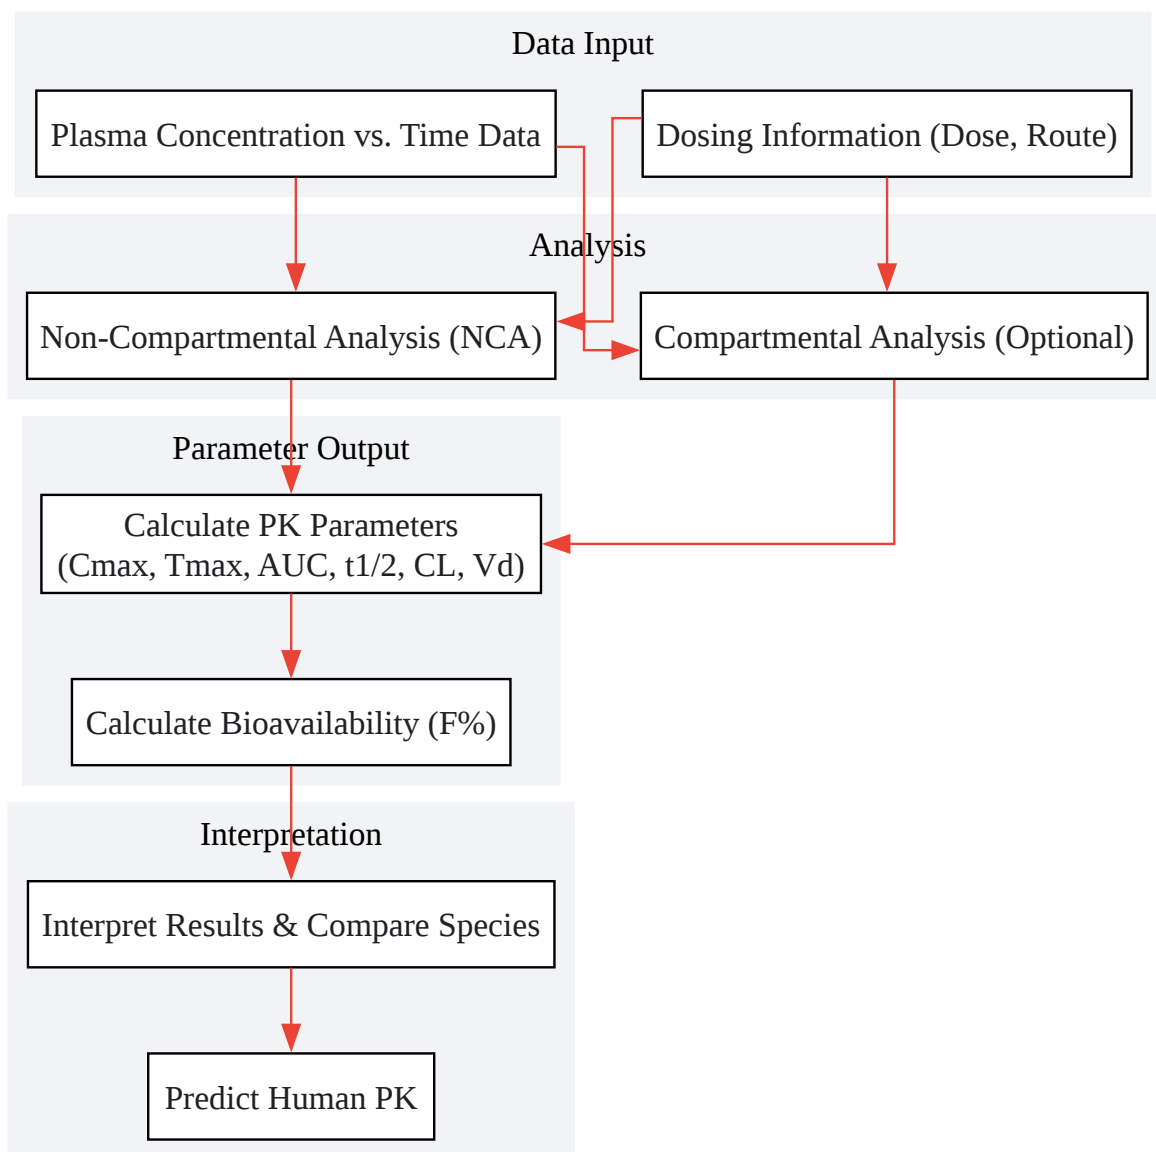 Data Input
Plasma Concentration vs. Time Data
Dosing Information (Dose, Route)
Analysis
Non-Compartmental Analysis (NCA)
Compartmental Analysis (Optional)
Parameter Output
Calculate PK Parameters
(Cmax, Tmax, AUC, t1/2, CL, Vd)
Calculate Bioavailability (F%)
Interpretation
Interpret Results & Compare Species
Predict Human PK